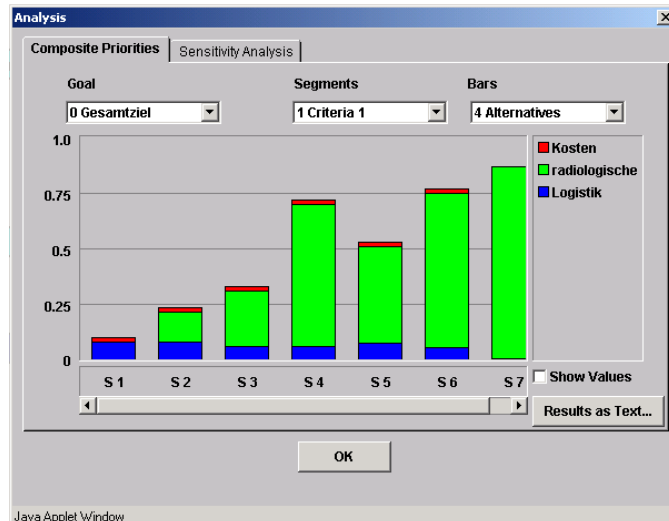 Analysis
Composite Priorities Sensitivity Analysis
Goal Segments Bars
0 Gesamtziel 1 Criteria 1 4 Alternatives
1.0
0.75
0.5
0.25
0
Kosten
radiologische
Logistik
S 1 S 2 S 3 S 4 S 5 S 6 S 7
Show Values
Results as Text...
OK
Java Applet Window